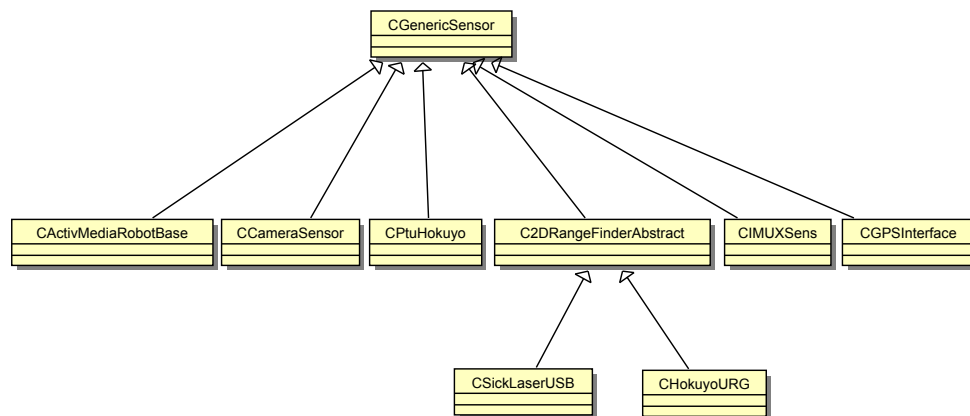 CGenericSensor
CActivMediaRobotBase
CCameraSensor
CPtuHokuyo
C2DRangeFinderAbstract
CIMUXSens
CGPSInterface
CSickLaserUSB
CHokuyoURG